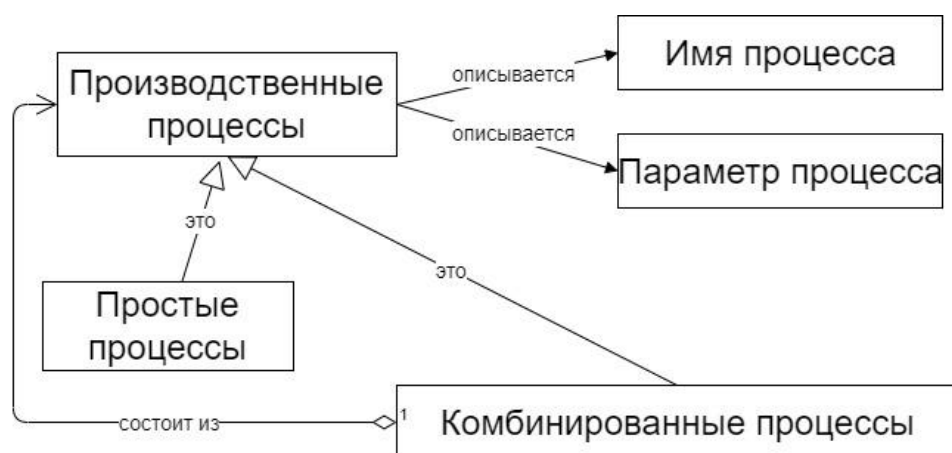 Производственные
процессы
описывается
Имя процесса
описывается
Параметр процесса
это
это
Простые
процессы
состоит из
1
Комбинированные процессы